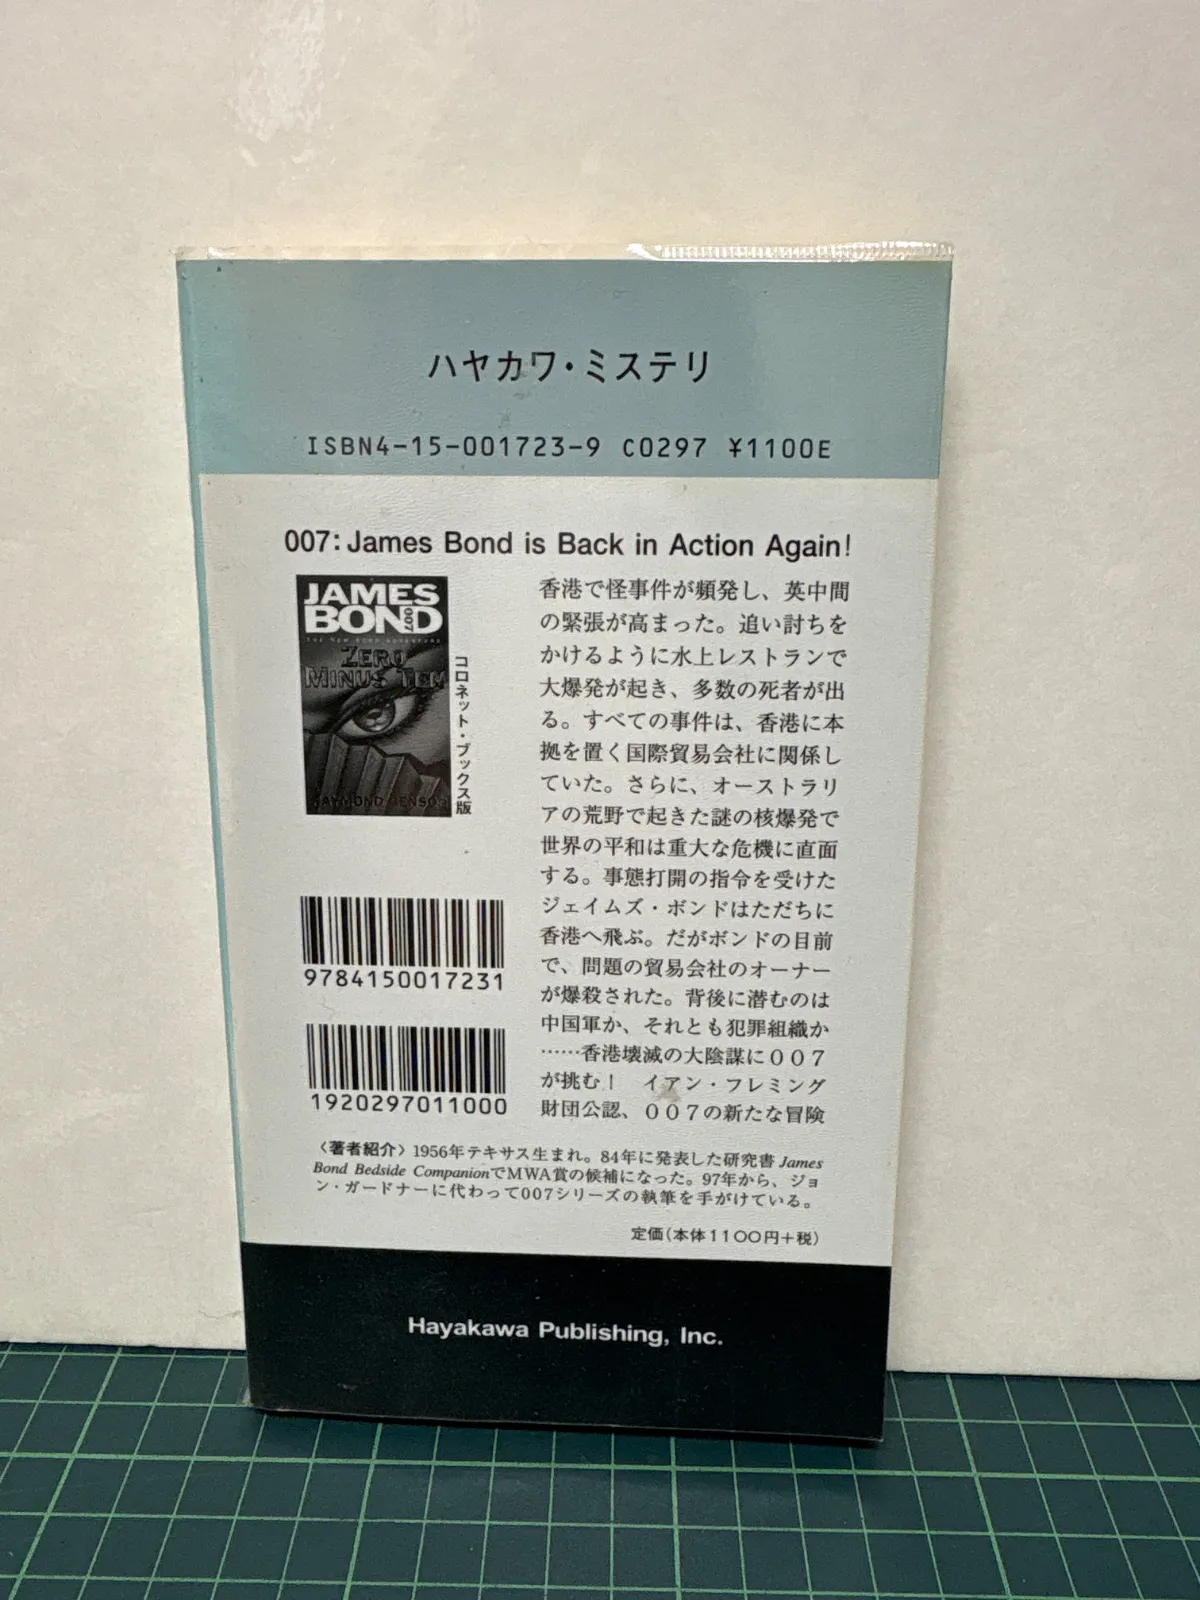 ハヤカワ・ミステリ
ISBN4-15-001723-9 C0297 ¥1100E
007: James Bond is Back in Action Again!
JAMES
BOND
007
THE NEW BOND ADVENTURE
ZERO
MINUS TEN
RAYMOND BENSON
コロネット・ブックス版
香港で怪事件が頻発し、英中間
の緊張が高まった。追い討ちを
かけるように水上レストランで
大爆発が起き、多数の死者が出
る。すべての事件は、香港に本
拠を置く国際貿易会社に関係し
ていた。さらに、オーストラリ
アの荒野で起きた謎の核爆発で
世界の平和は重大な危機に直面
する。事態打開の指令を受けた
ジェイムズ・ボンドはただちに
香港へ飛ぶ。だがボンドの目前
で、問題の貿易会社のオーナー
が爆殺された。背後に潜むのは
中国軍か、それとも犯罪組織か
……香港壊滅の大陰謀に００７
が挑む！　イアン・フレミング
財団公認、００７の新たな冒険
9784150017231
1920297011000
〈著者紹介〉1956年テキサス生まれ。84年に発表した研究書 James
Bond Bedside CompanionでMWA賞の候補になった。97年から、ジョ
ン・ガードナーに代わって007シリーズの執筆を手がけている。
定価（本体1100円+税）
Hayakawa Publishing, Inc.